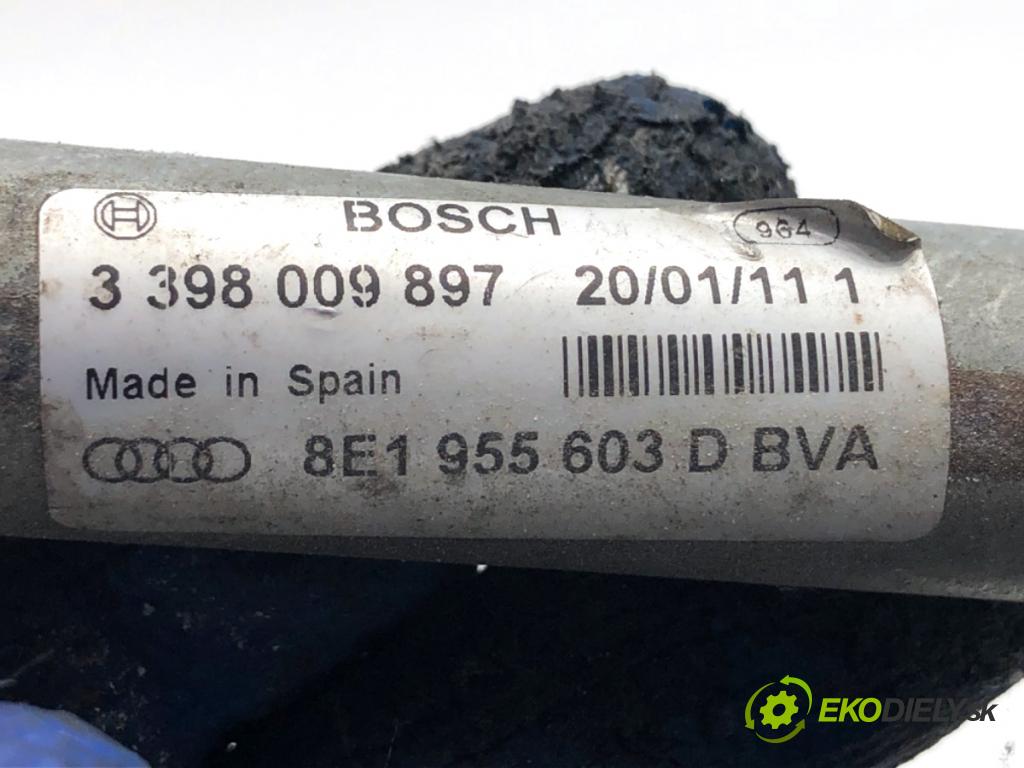 BOSCH
964
3 398 009 897 20/01/11 1
Made in Spain
8E1 955 603 D BVA
EKODIELY.SK